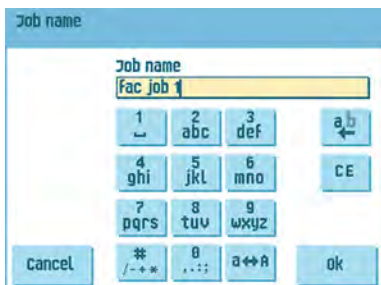 Job name
Job name
Fac job 1
1 ␣
2 abc
3 def
a b ←
4 ghi
5 jkl
6 mno
CE
7 pqrs
8 tuv
9 wxyz
Cancel
# /-+*
0 .,:;
a↔A
Ok